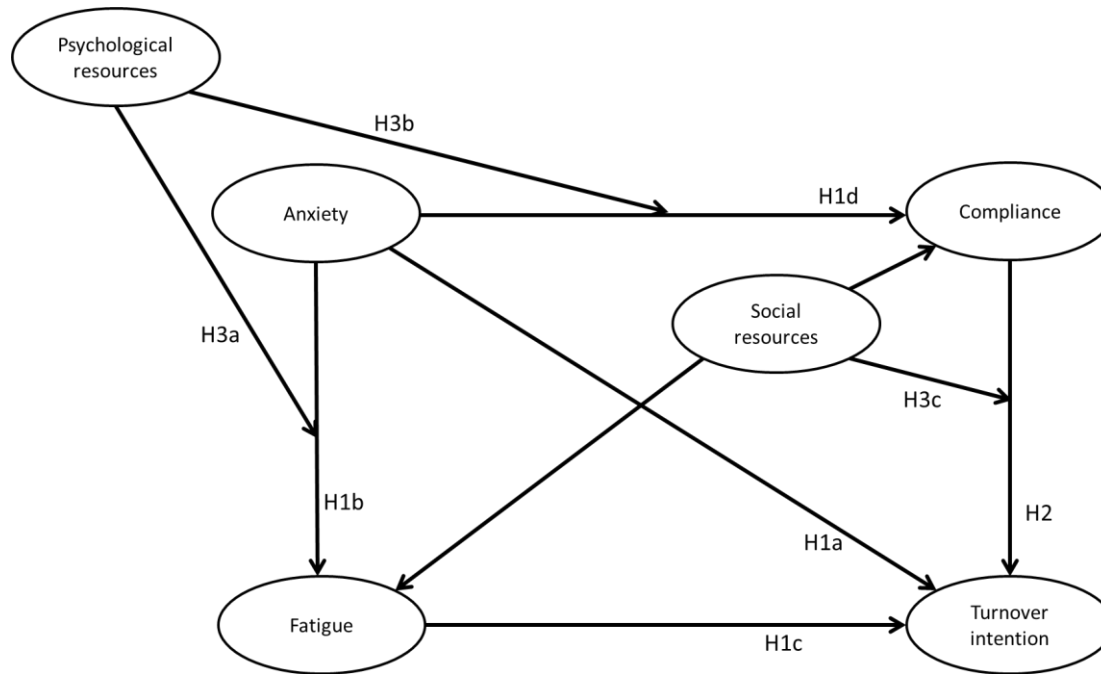 Psychological
resources
H3b
Anxiety
H1d
Compliance
Social
resources
H3a
H3c
H1b
H2
H1a
Fatigue
H1c
Turnover
intention